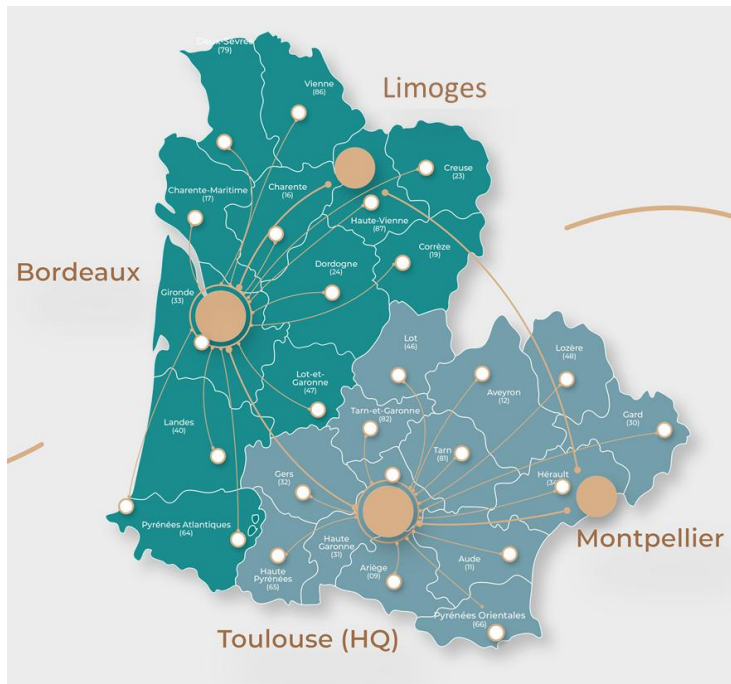 Deux-Sèvres
(79)
Vienne
(86)
Limoges
Charente-Maritime
(17)
Charente
(16)
Creuse
(23)
Haute-Vienne
(87)
Corrèze
(19)
Bordeaux
Dordogne
(24)
Gironde
(33)
Lot
(46)
Lozère
(48)
Lot-et-
Garonne
(47)
Aveyron
(12)
Landes
(40)
Tarn-et-Garonne
(82)
Gard
(30)
Tarn
(81)
Gers
(32)
Hérault
(34)
Pyrénées Atlantiques
(64)
Haute
Garonne
(31)
Montpellier
Haute
Pyrénées
(65)
Ariège
(09)
Aude
(11)
Pyrénées Orientales
(66)
Toulouse (HQ)